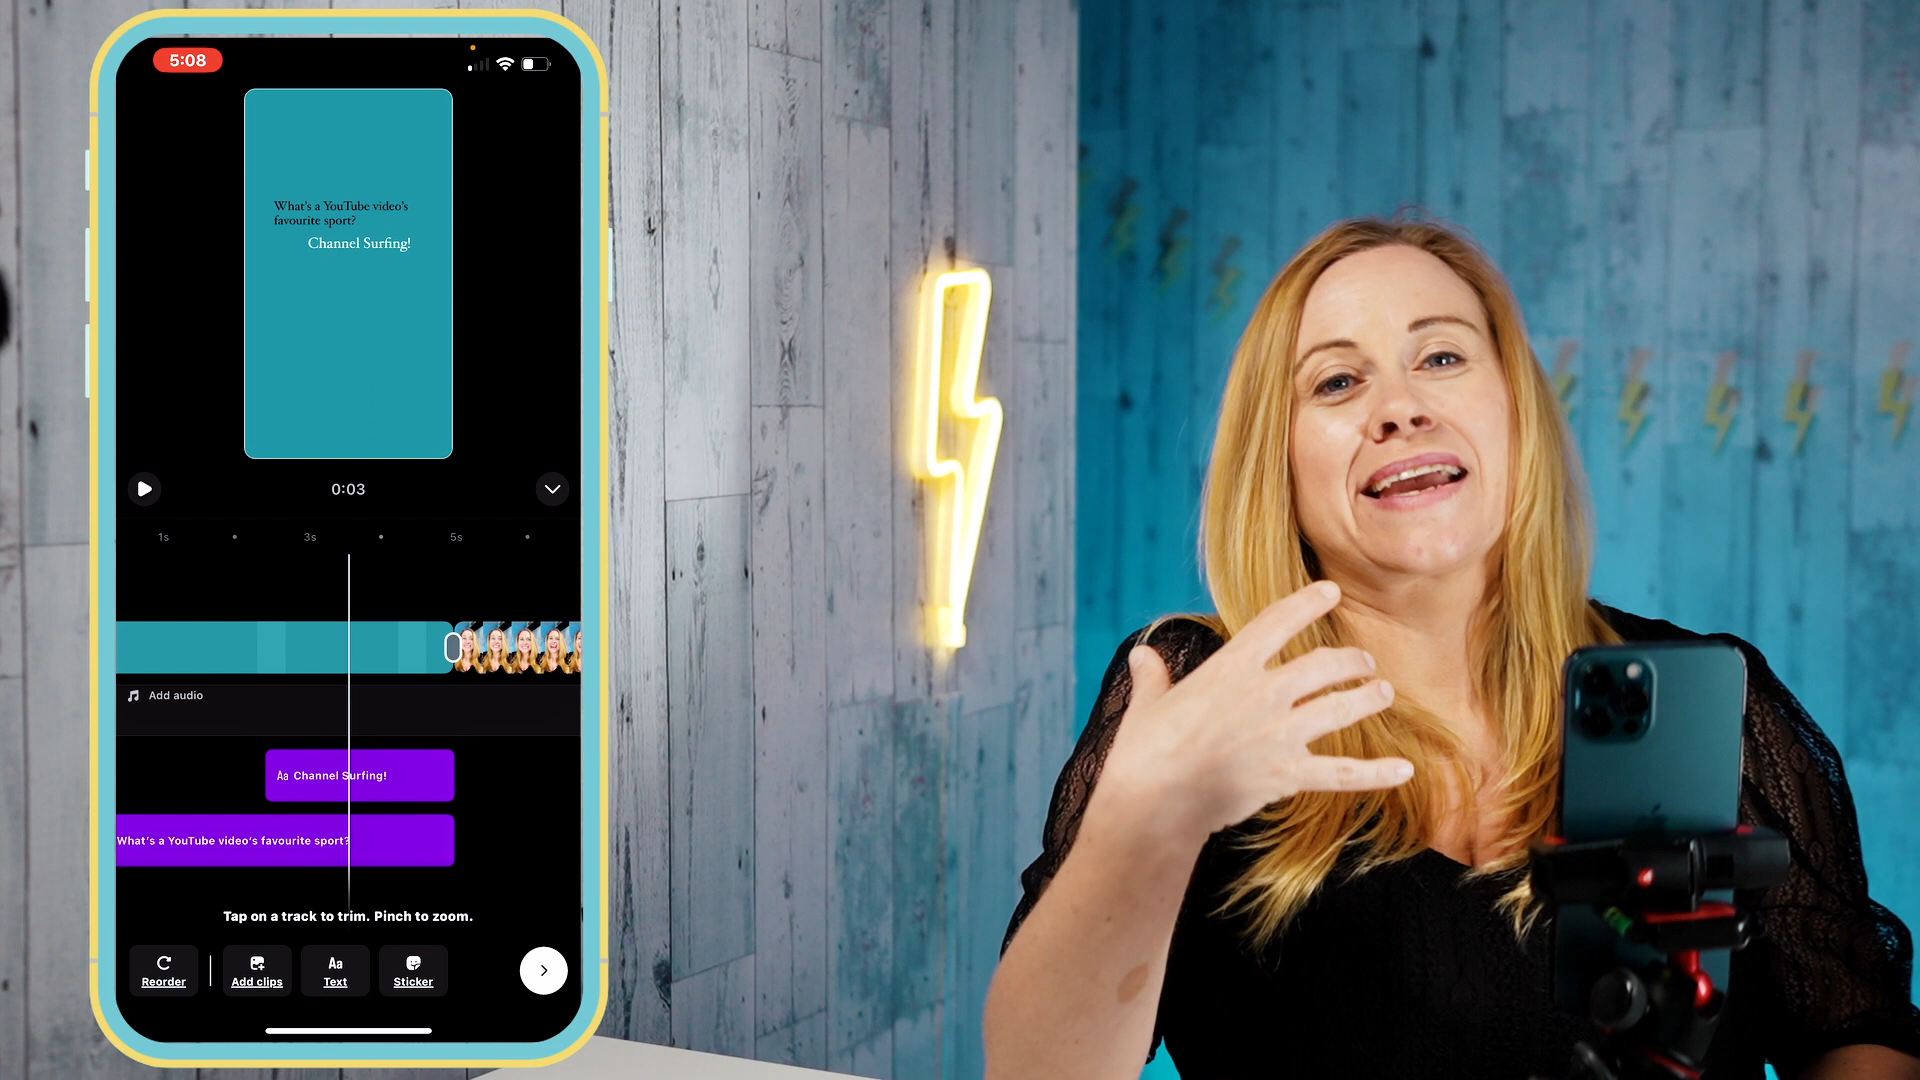 5:08
What's a YouTube video's
favourite sport?
Channel Surfing!
0:03
1s 3s 5s
Add audio
Aa Channel Surfing!
What's a YouTube video's favourite sport?
Tap on a track to trim. Pinch to zoom.
Aa
Reorder Add clips Text Sticker